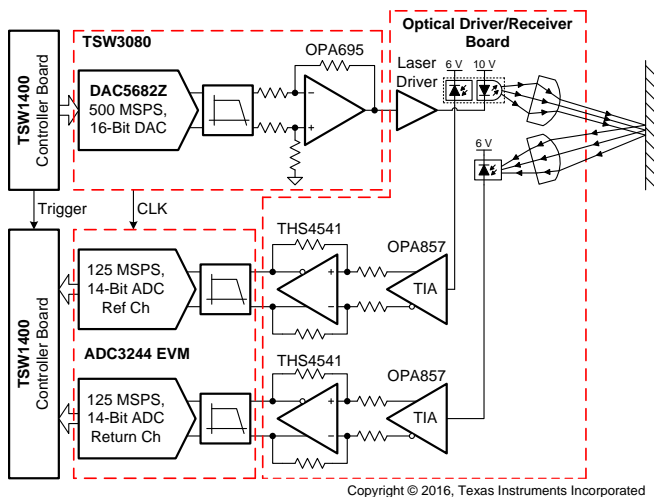 Optical Driver/Receiver
Board
TSW3080
OPA695
Laser
Driver
6 V
10 V
TSW1400
Controller Board
DAC5682Z
500 MSPS,
16-Bit DAC
−
+
6 V
Trigger
CLK
TSW1400
Controller Board
125 MSPS,
14-Bit ADC
Ref Ch
THS4541
+
−
OPA857
TIA
ADC3244 EVM
125 MSPS,
14-Bit ADC
Return Ch
THS4541
+
−
OPA857
TIA
Copyright © 2016, Texas Instruments Incorporated